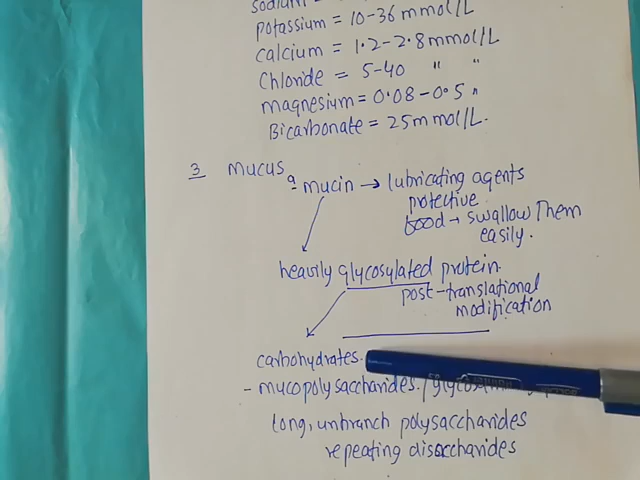 sodium =
potassium = 10-36 mmol/L
calcium = 1.2-2.8 mmol/L
Chloride = 5-40 " "
magnesium = 0.08-0.5 "
Bicarbonate = 25 mmol/L.
3 mucus
a mucin → lubricating agents
protective
food → swallow Them
easily.
heavily glycosylated protein.
post-translational
modification
carbohydrates.
- mucopolysaccharides. /
long, unbranch polysaccharides
repeating disaccharides